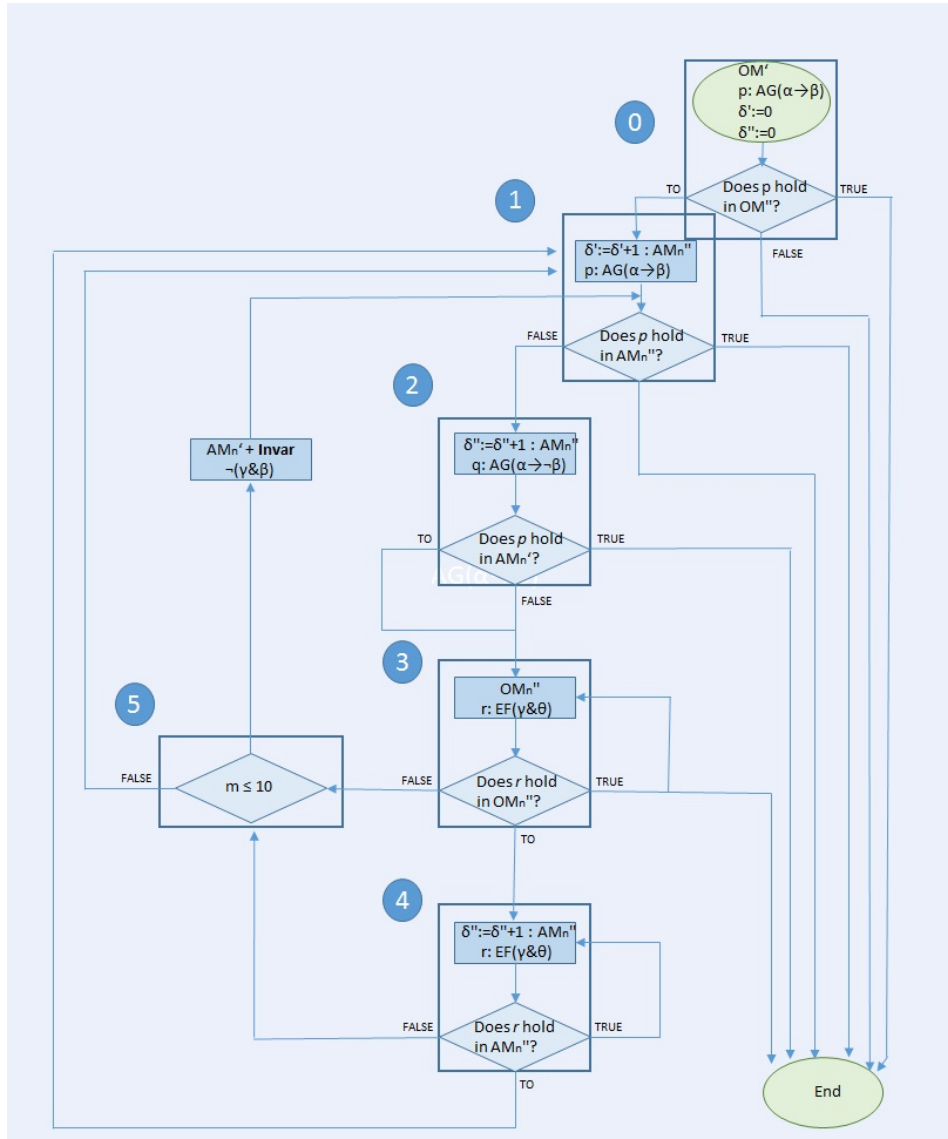 OM‘
p: AG(α→β)
δ':=0
δ'':=0
0
Does p hold
in OM"?
TO
TRUE
FALSE
1
δ':=δ'+1 : AMₙ"
p: AG(α→β)
Does p hold
in AMₙ"?
FALSE
TRUE
2
δ":=δ"+1 : AMₙ"
q: AG(α→¬β)
AMₙ‘ + Invar
¬(γ&β)
Does p hold
in AMₙ‘?
TO
TRUE
FALSE
3
OMₙ"
r: EF(γ&θ)
5
m ≤ 10
FALSE
Does r hold
in OMₙ"?
FALSE
TRUE
TO
4
δ":=δ"+1 : AMₙ"
r: EF(γ&θ)
Does r hold
in AMₙ"?
FALSE
TRUE
TO
End